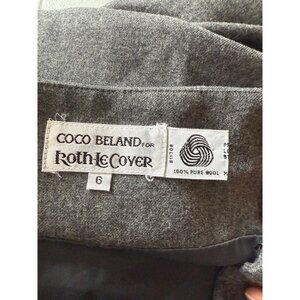 COCO BELAND FOR
Roth-LeCover
6
100% PURE WOOL